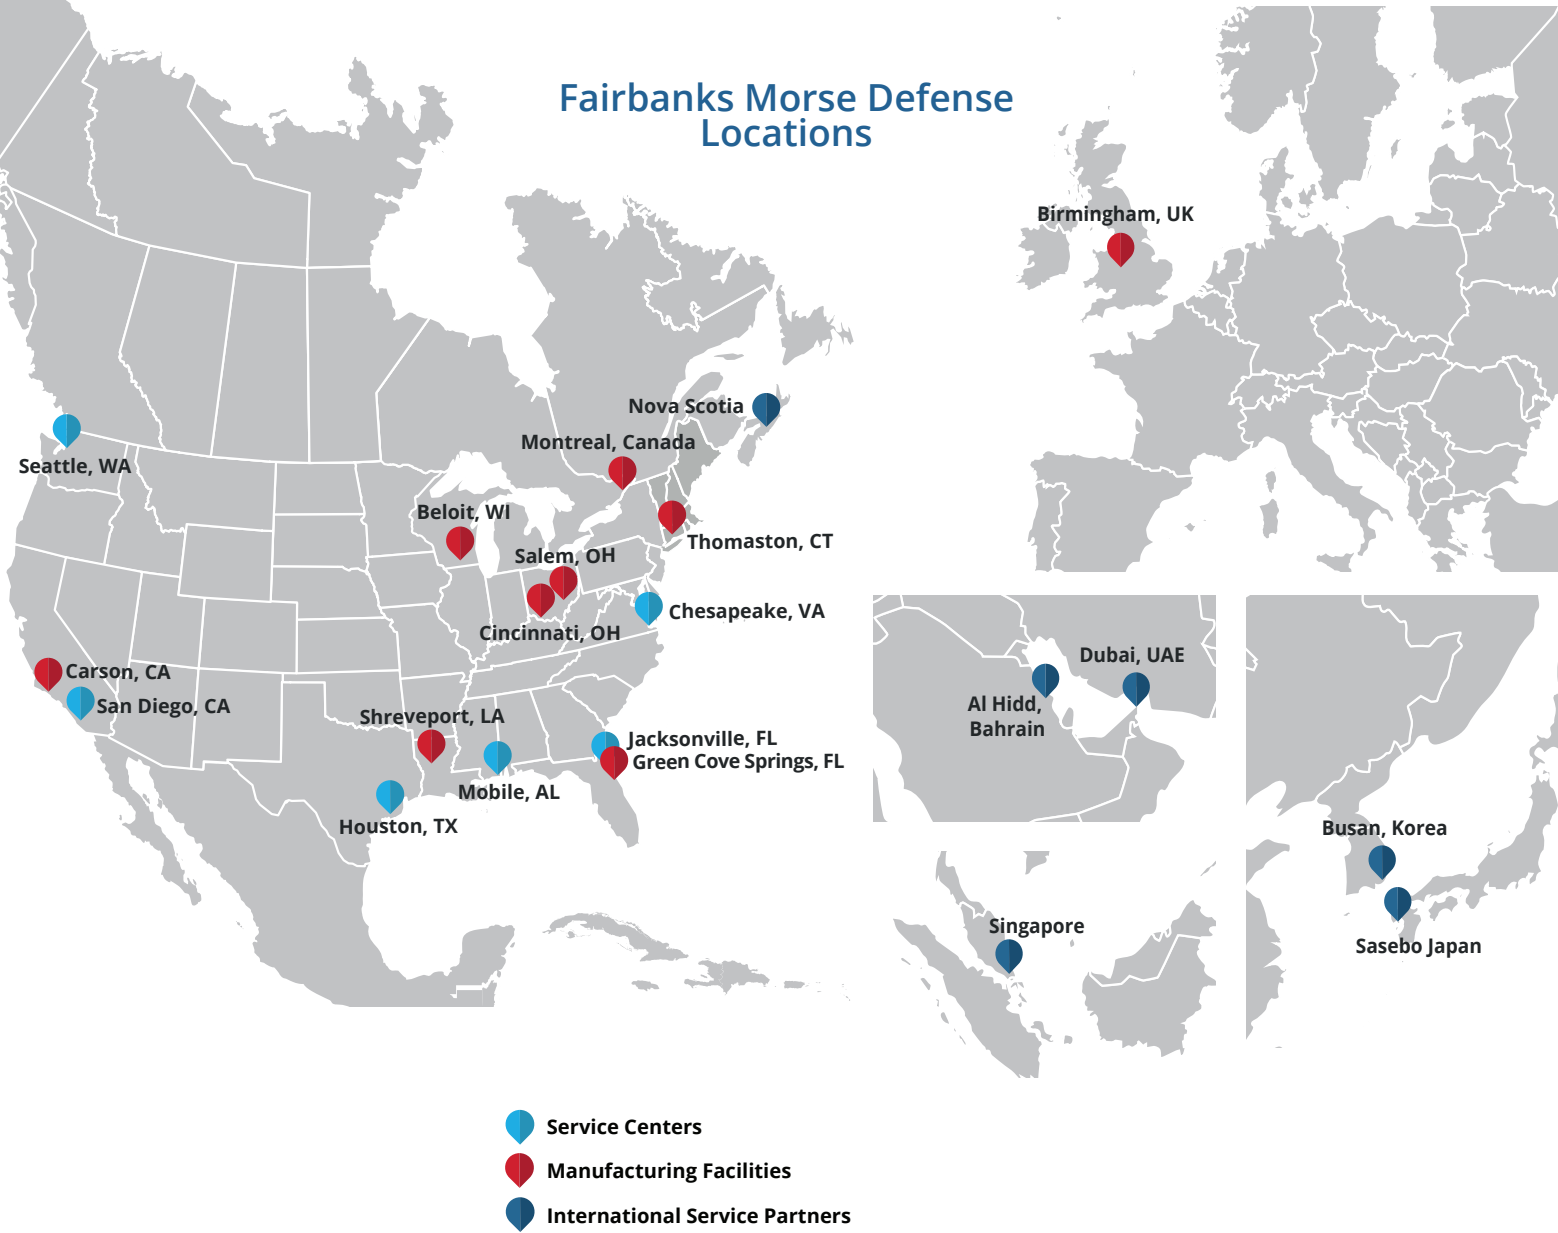 Fairbanks Morse Defense
Locations
Birmingham, UK
Nova Scotia
Montreal, Canada
Seattle, WA
Beloit, WI
Thomaston, CT
Salem, OH
Chesapeake, VA
Cincinnati, OH
Carson, CA
San Diego, CA
Shreveport, LA
Jacksonville, FL
Green Cove Springs, FL
Mobile, AL
Houston, TX
Dubai, UAE
Al Hidd,
Bahrain
Busan, Korea
Singapore
Sasebo Japan
Service Centers
Manufacturing Facilities
International Service Partners